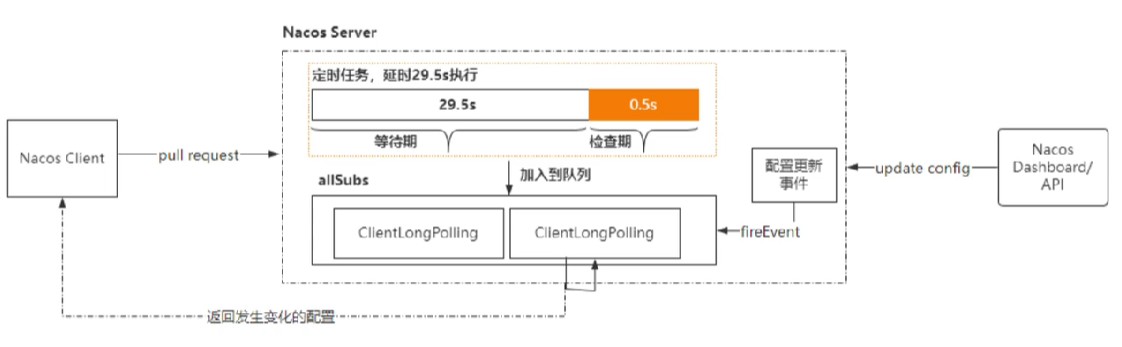 Nacos Server
定时任务，延时29.5s执行
29.5s
0.5s
等待期
检查期
Nacos Client
pull request
加入到队列
allSubs
ClientLongPolling
ClientLongPolling
配置更新
事件
fireEvent
update config
Nacos
Dashboard/
API
返回发生变化的配置